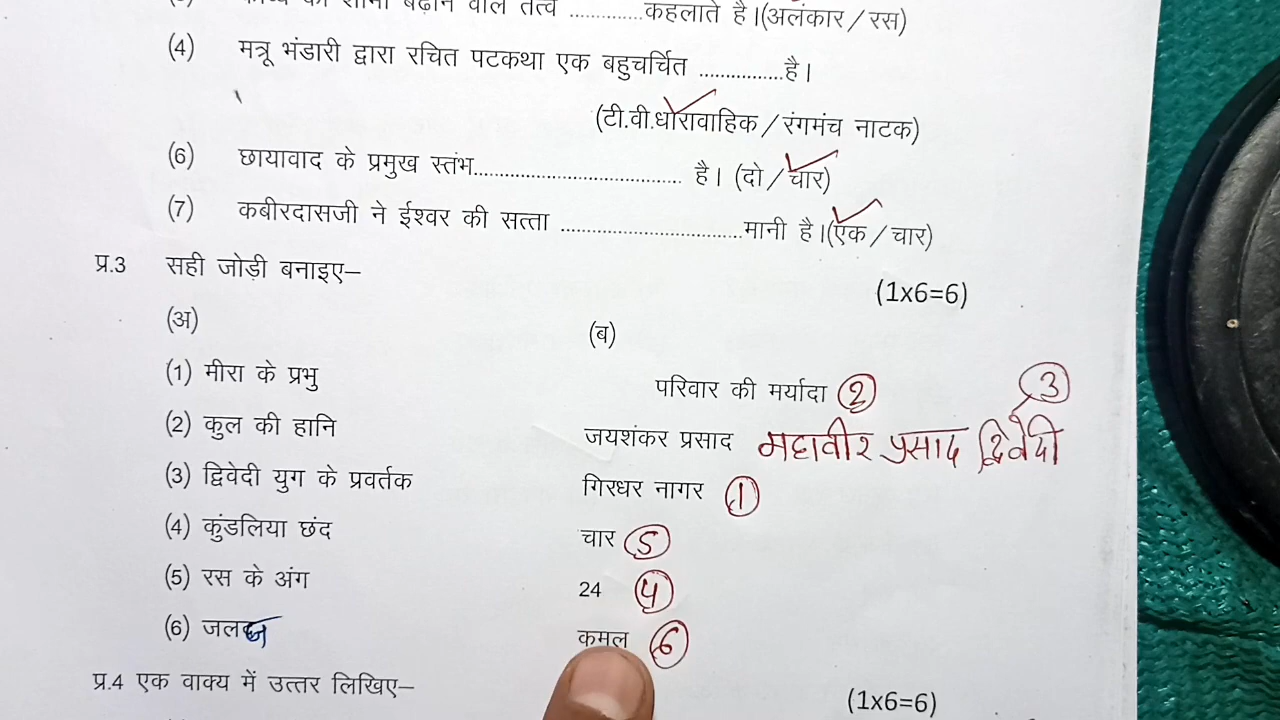 काव्य की शोभा बढ़ाने वाले तत्व .............कहलाते है।(अलंकार / रस)
(4) मन्नू भंडारी द्वारा रचित पटकथा एक बहुचर्चित ................है।
(टी.वी.धारावाहिक / रंगमंच नाटक)
(6) छायावाद के प्रमुख स्तंभ......................................... है। (दो / चार)
(7) कबीरदासजी ने ईश्वर की सत्ता ...................................मानी है।(एक / चार)
प्र.3 सही जोड़ी बनाइए– (1x6=6)
(अ) (ब)
(1) मीरा के प्रभु परिवार की मर्यादा 2 3
(2) कुल की हानि जयशंकर प्रसाद महावीर प्रसाद द्विवेदी
(3) द्विवेदी युग के प्रवर्तक गिरधर नागर 1
(4) कुंडलिया छंद चार 5
(5) रस के अंग 24 4
(6) जलज कमल 6
प्र.4 एक वाक्य में उत्तर लिखिए– (1x6=6)